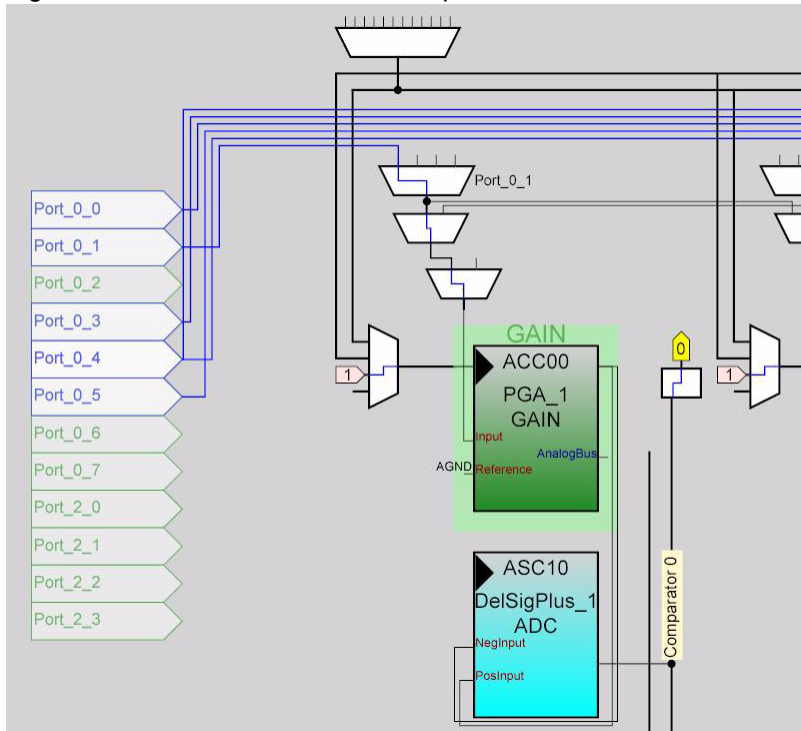 Port_0_1
Port_0_0
Port_0_1
Port_0_2
Port_0_3
Port_0_4
Port_0_5
Port_0_6
Port_0_7
Port_2_0
Port_2_1
Port_2_2
Port_2_3
GAIN
0
1
ACC00
1
PGA_1
GAIN
Input
AnalogBus
AGND
Reference
ASC10
DelSigPlus_1
ADC
NegInput
PosInput
Comparator 0